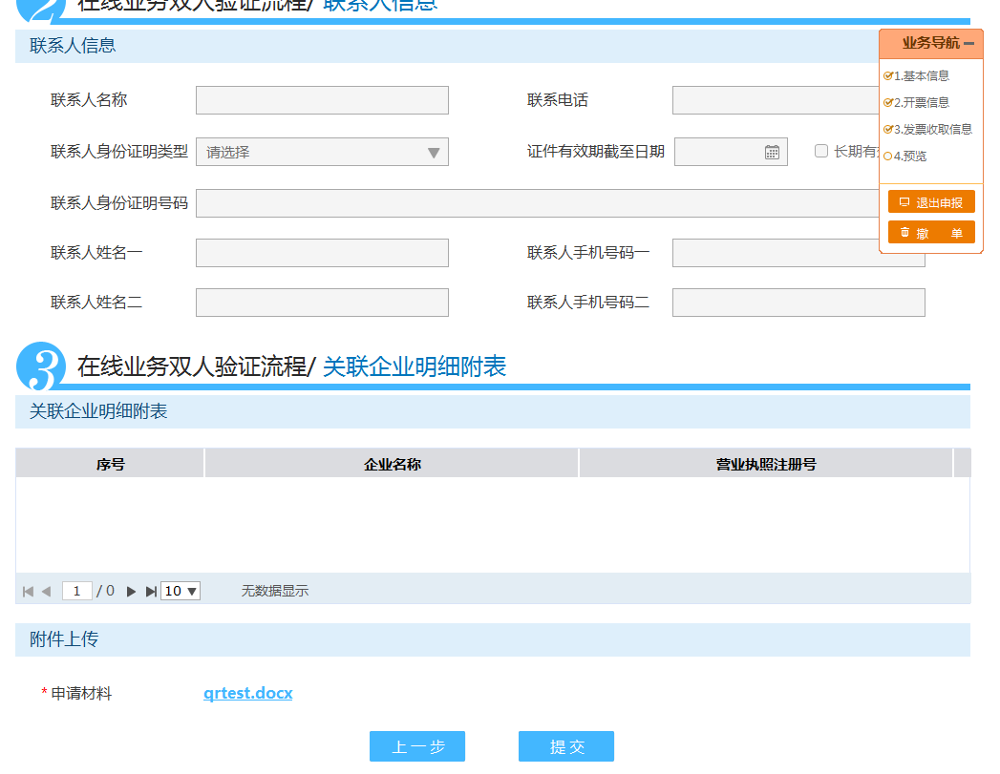 2 在线业务双人验证流程/ 联系人信息
联系人信息
业务导航
1.基本信息
2.开票信息
3.发票收取信息
4.预览
退出申报
撤 单
联系人名称 联系电话
联系人身份证明类型 请选择 证件有效期截至日期 长期有
联系人身份证明号码
联系人姓名一 联系人手机号码一
联系人姓名二 联系人手机号码二
3 在线业务双人验证流程/ 关联企业明细附表
关联企业明细附表
序号 企业名称 营业执照注册号
1 / 0 10 无数据显示
附件上传
* 申请材料 qrtest.docx
上一步 提交